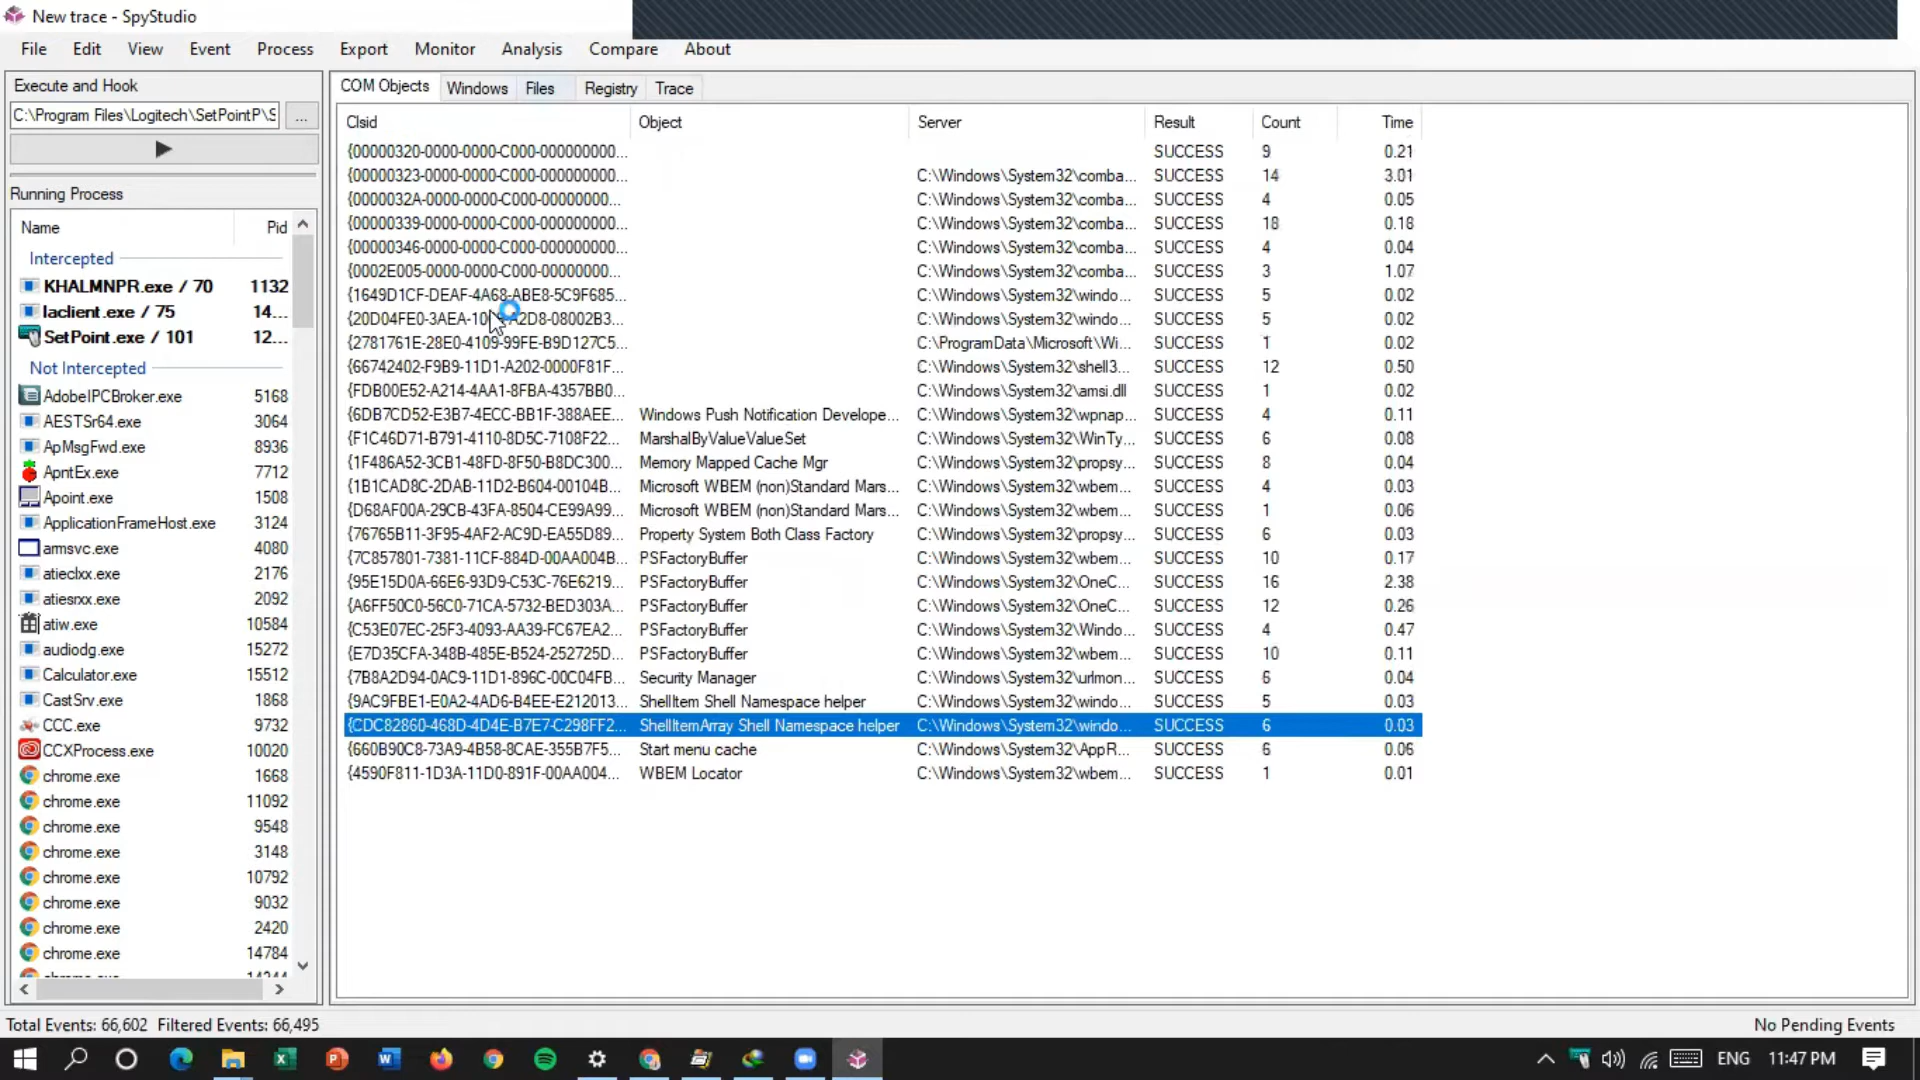 New trace - SpyStudio
File Edit View Event Process Export Monitor Analysis Compare About
Execute and Hook
C:\Program Files\Logitech\SetPointP\S
...
Running Process
Name Pid
Intercepted
KHALMNPR.exe / 70 1132
laclient.exe / 75 14...
SetPoint.exe / 101 12...
Not Intercepted
AdobeIPCBroker.exe 5168
AESTSr64.exe 3064
ApMsgFwd.exe 8936
ApntEx.exe 7712
Apoint.exe 1508
ApplicationFrameHost.exe 3124
armsvc.exe 4080
atieclxx.exe 2176
atiesrxx.exe 2092
atiw.exe 10584
audiodg.exe 15272
Calculator.exe 15512
CastSrv.exe 1868
CCC.exe 9732
CCXProcess.exe 10020
chrome.exe 1668
chrome.exe 11092
chrome.exe 9548
chrome.exe 3148
chrome.exe 10792
chrome.exe 9032
chrome.exe 2420
chrome.exe 14784
COM Objects Windows Files Registry Trace
Clsid Object Server Result Count Time
{00000320-0000-0000-C000-000000000... SUCCESS 9 0.21
{00000323-0000-0000-C000-000000000... C:\Windows\System32\comba... SUCCESS 14 3.01
{0000032A-0000-0000-C000-000000000... C:\Windows\System32\comba... SUCCESS 4 0.05
{00000339-0000-0000-C000-000000000... C:\Windows\System32\comba... SUCCESS 18 0.18
{00000346-0000-0000-C000-000000000... C:\Windows\System32\comba... SUCCESS 4 0.04
{0002E005-0000-0000-C000-00000000... C:\Windows\System32\comba... SUCCESS 3 1.07
{1649D1CF-DEAF-4A68-ABE8-5C9F685... C:\Windows\System32\windo... SUCCESS 5 0.02
C:\Windows\System32\windo... SUCCESS 5 0.02
{2781761E-28E0-4109-99FE-B9D127C5... C:\ProgramData\Microsoft\Wi... SUCCESS 1 0.02
{66742402-F9B9-11D1-A202-0000F81F... C:\Windows\System32\shell3... SUCCESS 12 0.50
{FDB00E52-A214-4AA1-8FBA-4357BB0... C:\Windows\System32\amsi.dll SUCCESS 1 0.02
{6DB7CD52-E3B7-4ECC-BB1F-388AEE... Windows Push Notification Develope... C:\Windows\System32\wpnap... SUCCESS 4 0.11
{F1C46D71-B791-4110-8D5C-7108F22... MarshalByValueValueSet C:\Windows\System32\WinTy... SUCCESS 6 0.08
{1F486A52-3CB1-48FD-8F50-B8DC300... Memory Mapped Cache Mgr C:\Windows\System32\propsy... SUCCESS 8 0.04
{1B1CAD8C-2DAB-11D2-B604-00104B... Microsoft WBEM (non)Standard Mars... C:\Windows\System32\wbem... SUCCESS 4 0.03
{D68AF00A-29CB-43FA-8504-CE99A99... Microsoft WBEM (non)Standard Mars... C:\Windows\System32\wbem... SUCCESS 1 0.06
{76765B11-3F95-4AF2-AC9D-EA55D89... Property System Both Class Factory C:\Windows\System32\propsy... SUCCESS 6 0.03
{7C857801-7381-11CF-884D-00AA004B... PSFactoryBuffer C:\Windows\System32\wbem... SUCCESS 10 0.17
{95E15D0A-66E6-93D9-C53C-76E6219... PSFactoryBuffer C:\Windows\System32\OneC... SUCCESS 16 2.38
{A6FF50C0-56C0-71CA-5732-BED303A... PSFactoryBuffer C:\Windows\System32\OneC... SUCCESS 12 0.26
{C53E07EC-25F3-4093-AA39-FC67EA2... PSFactoryBuffer C:\Windows\System32\Windo... SUCCESS 4 0.47
{E7D35CFA-348B-485E-B524-252725D... PSFactoryBuffer C:\Windows\System32\wbem... SUCCESS 10 0.11
{7B8A2D94-0AC9-11D1-896C-00C04FB... Security Manager C:\Windows\System32\urlmon... SUCCESS 6 0.04
{9AC9FBE1-E0A2-4AD6-B4EE-E212013... ShellItem Shell Namespace helper C:\Windows\System32\windo... SUCCESS 5 0.03
{CDC82860-468D-4D4E-B7E7-C298FF2... ShellItemArray Shell Namespace helper C:\Windows\System32\windo... SUCCESS 6 0.03
{660B90C8-73A9-4B58-8CAE-355B7F5... Start menu cache C:\Windows\System32\AppR... SUCCESS 6 0.06
{4590F811-1D3A-11D0-891F-00AA004... WBEM Locator C:\Windows\System32\wbem... SUCCESS 1 0.01
Total Events: 66,602 Filtered Events: 66,495 No Pending Events
ENG 11:47 PM